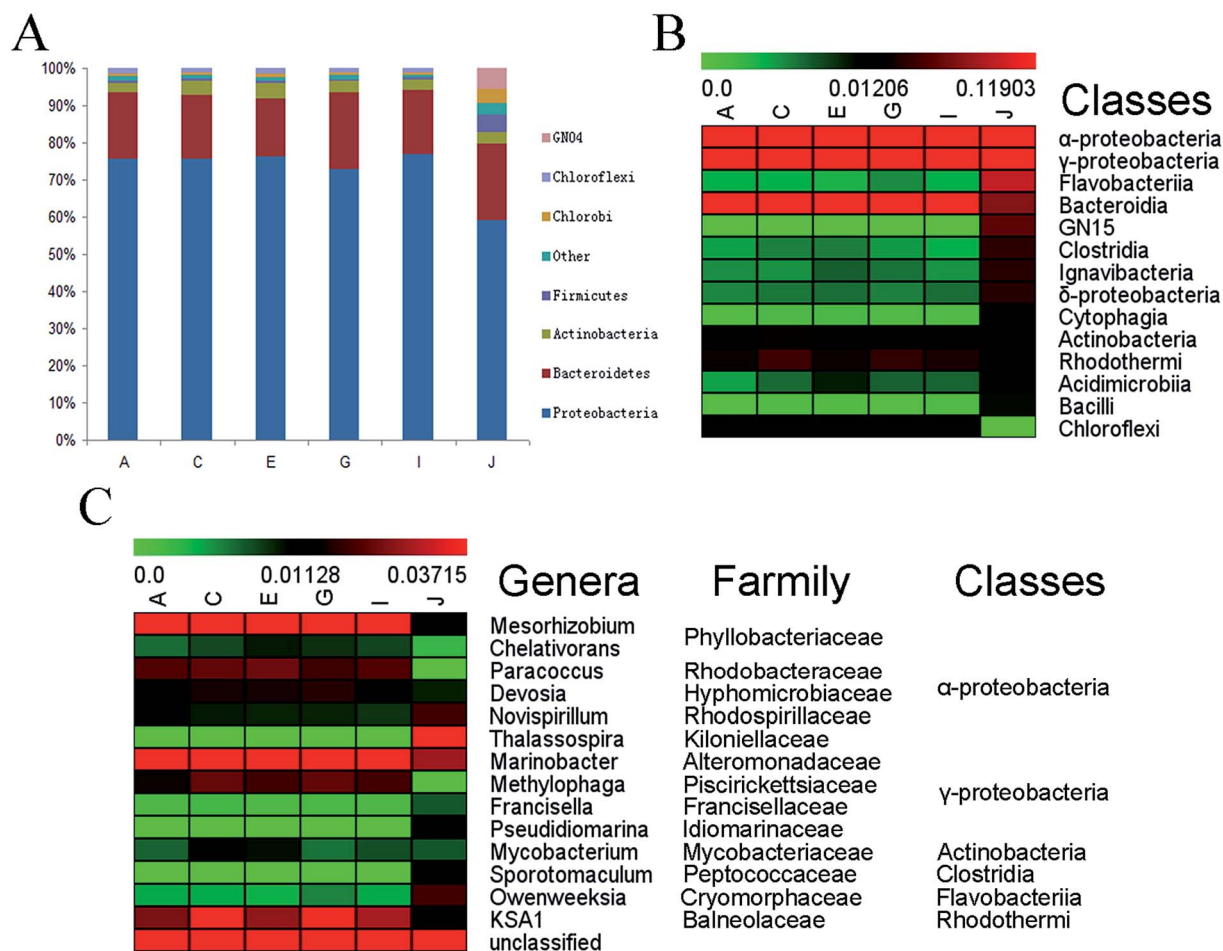 A
100%
90%
80%
70%
60%
50%
40%
30%
20%
10%
0%
A C E G I J
GN04
Chloroflexi
Chlorobi
Other
Firmicutes
Actinobacteria
Bacteroidetes
Proteobacteria
B
0.0 0.01206 0.11903
A C E G I J
Classes
α-proteobacteria
γ-proteobacteria
Flavobacteriia
Bacteroidia
GN15
Clostridia
Ignavibacteria
δ-proteobacteria
Cytophagia
Actinobacteria
Rhodothermi
Acidimicrobiia
Bacilli
Chloroflexi
C
0.0 0.01128 0.03715
A C E G I J
Genera Farmily Classes
Mesorhizobium
Phyllobacteriaceae
Chelativorans
Paracoccus Rhodobacteraceae
α-proteobacteria
Devosia Hyphomicrobiaceae
Novispirillum Rhodospirillaceae
Thalassospira Kiloniellaceae
Marinobacter Alteromonadaceae
Methylophaga Piscirickettsiaceae
γ-proteobacteria
Francisella Francisellaceae
Pseudidiomarina Idiomarinaceae
Mycobacterium Mycobacteriaceae Actinobacteria
Sporotomaculum Peptococcaceae Clostridia
Owenweeksia Cryomorphaceae Flavobacteriia
KSA1 Balneolaceae Rhodothermi
unclassified